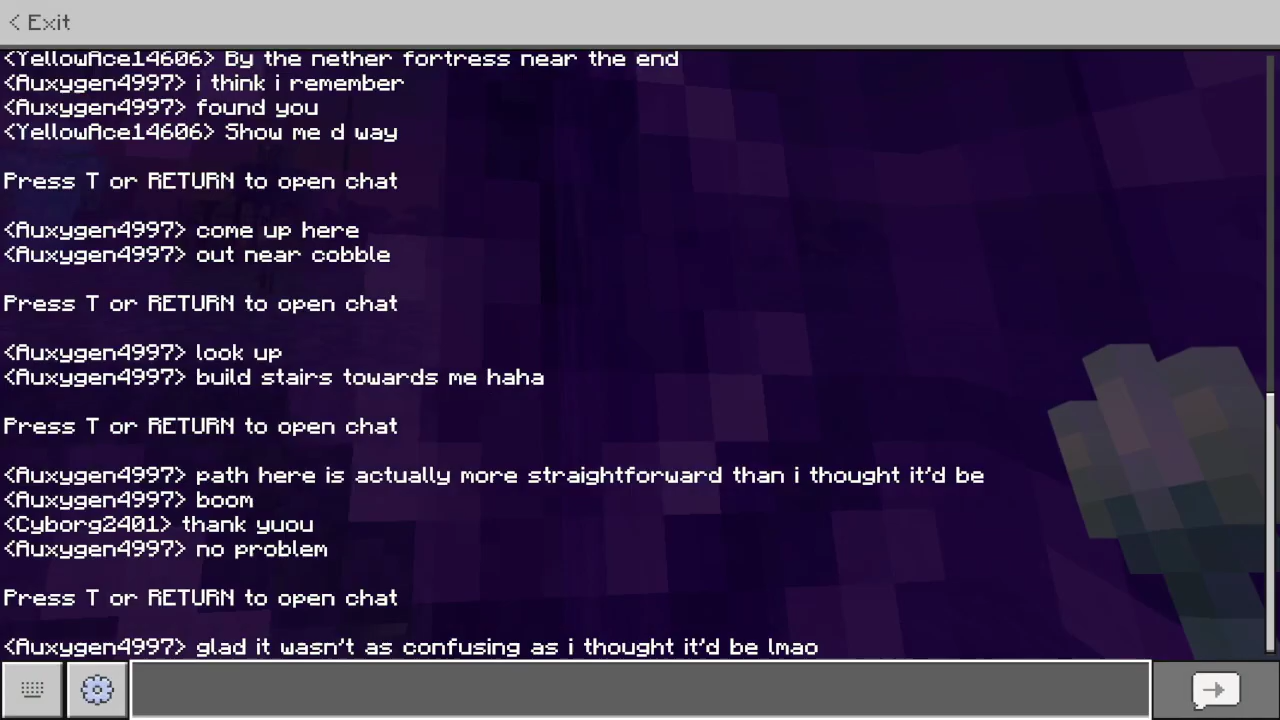 < Exit
<YellowAce14606> By the nether fortress near the end
<Auxygen4997> i think i remember
<Auxygen4997> found you
<YellowAce14606> Show me d way
Press T or RETURN to open chat
<Auxygen4997> come up here
<Auxygen4997> out near cobble
Press T or RETURN to open chat
<Auxygen4997> look up
<Auxygen4997> build stairs towards me haha
Press T or RETURN to open chat
<Auxygen4997> path here is actually more straightforward than i thought it'd be
<Auxygen4997> boom
<Cyborg2401> thank yuou
<Auxygen4997> no problem
Press T or RETURN to open chat
<Auxygen4997> glad it wasn't as confusing as i thought it'd be lmao